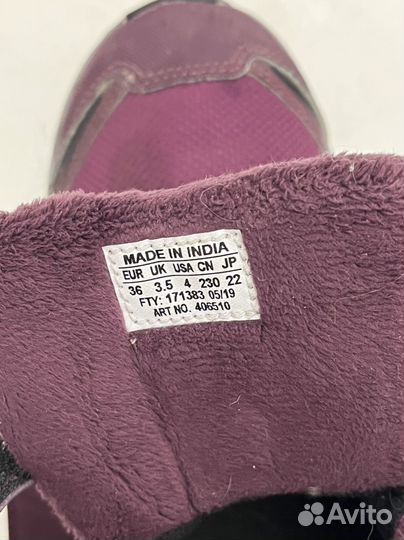 MADE IN INDIA
EUR UK USA CN JP
36 3.5 4 230 22
FTY: 171383 05/19
ART NO. 406510
Avito